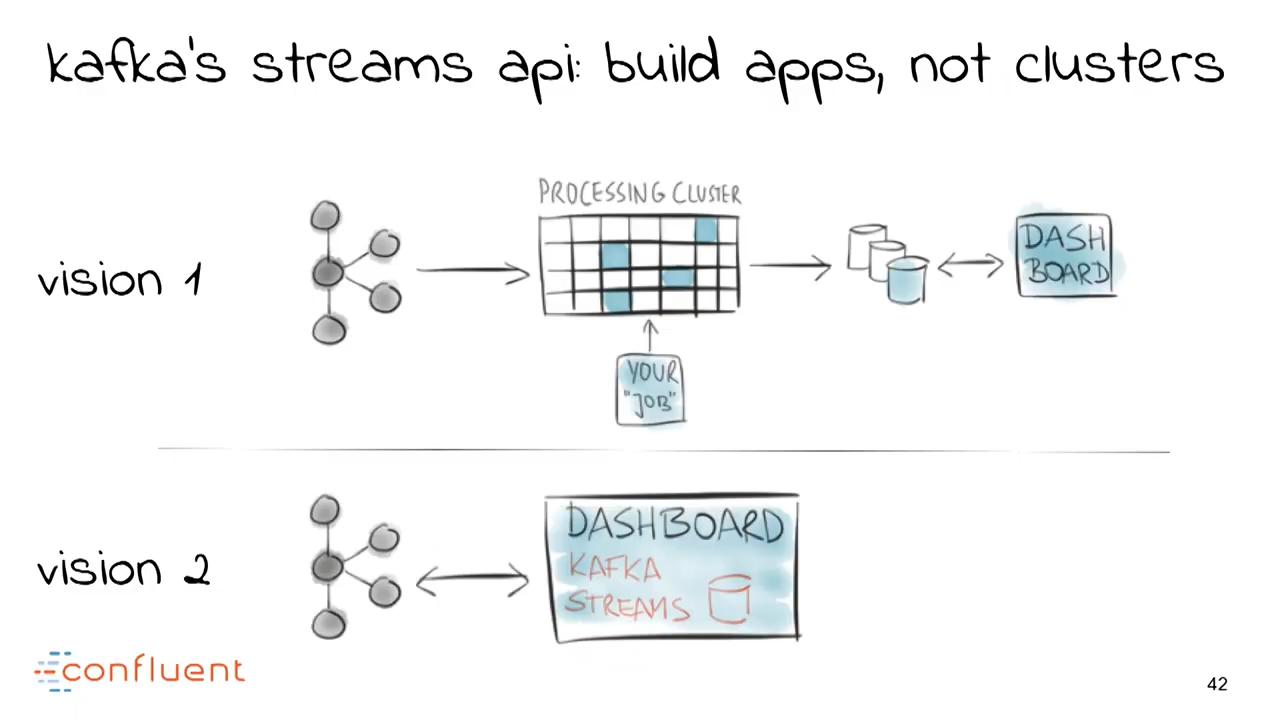 kafka's streams api: build apps, not clusters
PROCESSING CLUSTER
vision 1
DASH
BOARD
YOUR
"JOB"
vision 2
DASHBOARD
KAFKA
STREAMS
confluent
42